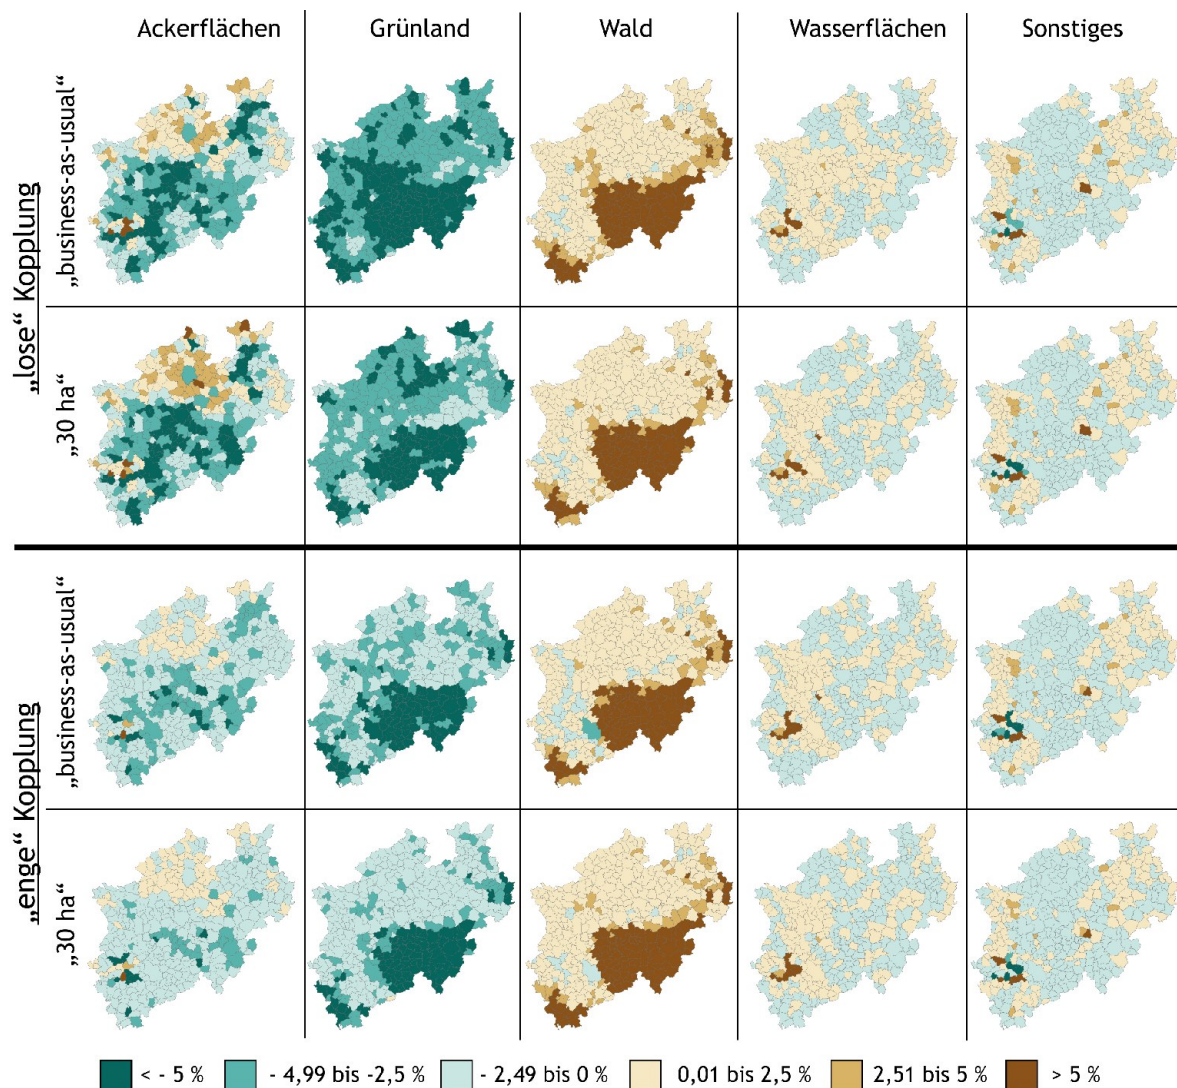 Ackerflächen
Grünland
Wald
Wasserflächen
Sonstiges
„lose“ Kopplung
„business-as-usual“
„30 ha“
„enge“ Kopplung
„business-as-usual“
„30 ha“
< - 5 %
- 4,99 bis -2,5 %
- 2,49 bis 0 %
0,01 bis 2,5 %
2,51 bis 5 %
> 5 %